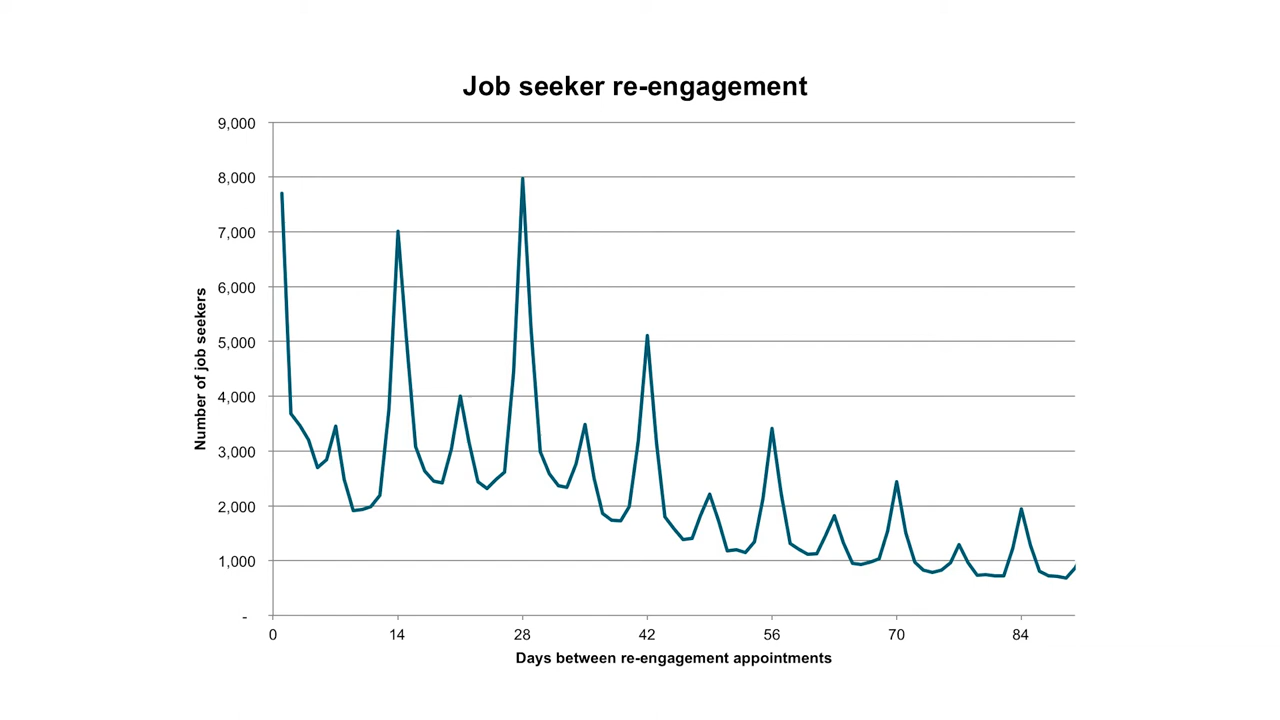 Job seeker re-engagement
9,000
8,000
7,000
6,000
5,000
4,000
3,000
2,000
1,000
-
Number of job seekers
0 14 28 42 56 70 84
Days between re-engagement appointments